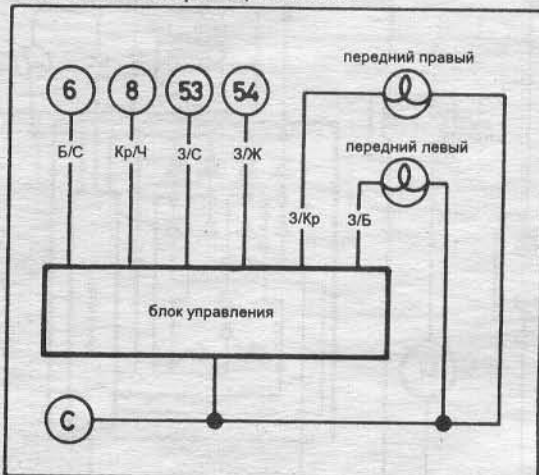 передний правый
6 8 53 54
передний левый
Б/С Кр/Ч З/С З/Ж
З/Кр З/Б
блок управления
С